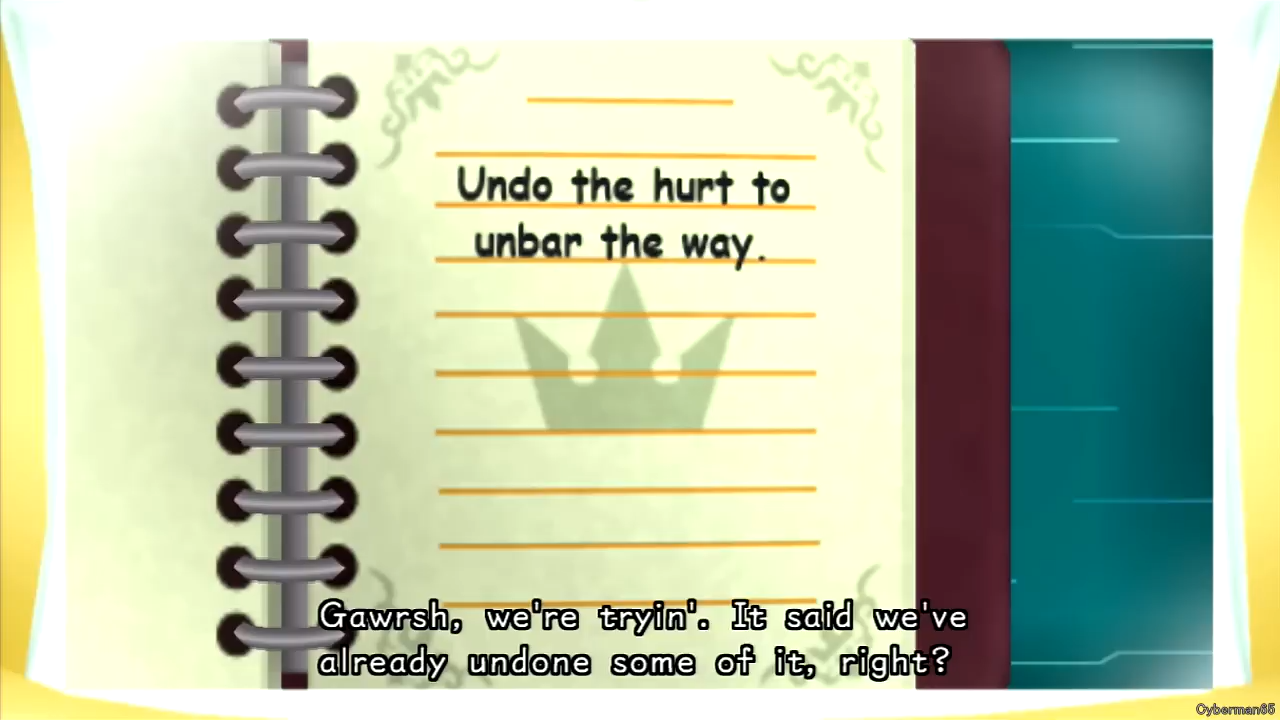 Undo the hurt to
unbar the way.
Gawrsh, we're tryin'. It said we've
already undone some of it, right?
Cyberman65